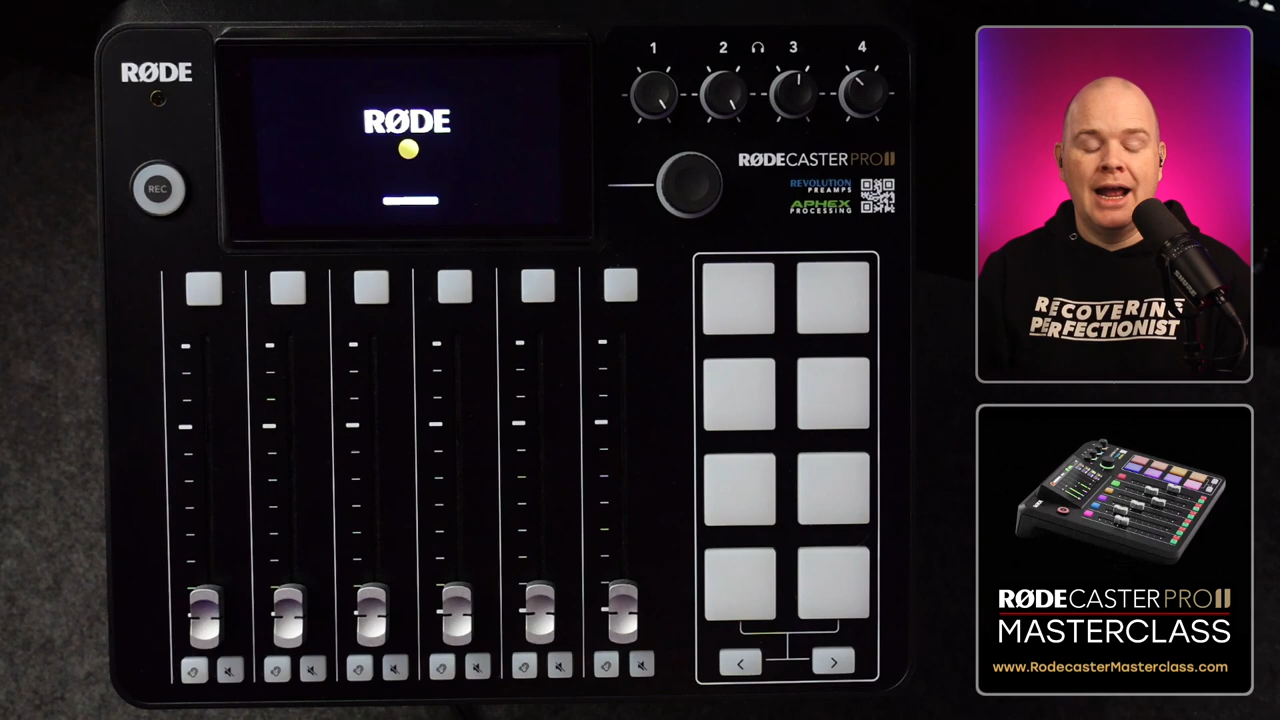 RØDE
REC
RØDE
1 2 3 4
RØDECASTER PRO II
REVOLUTION
PREAMPS
APHEX
PROCESSING
RECOVERING
PERFECTIONIST
SHURE
RØDECASTER PRO II
MASTERCLASS
www.RodecasterMasterclass.com